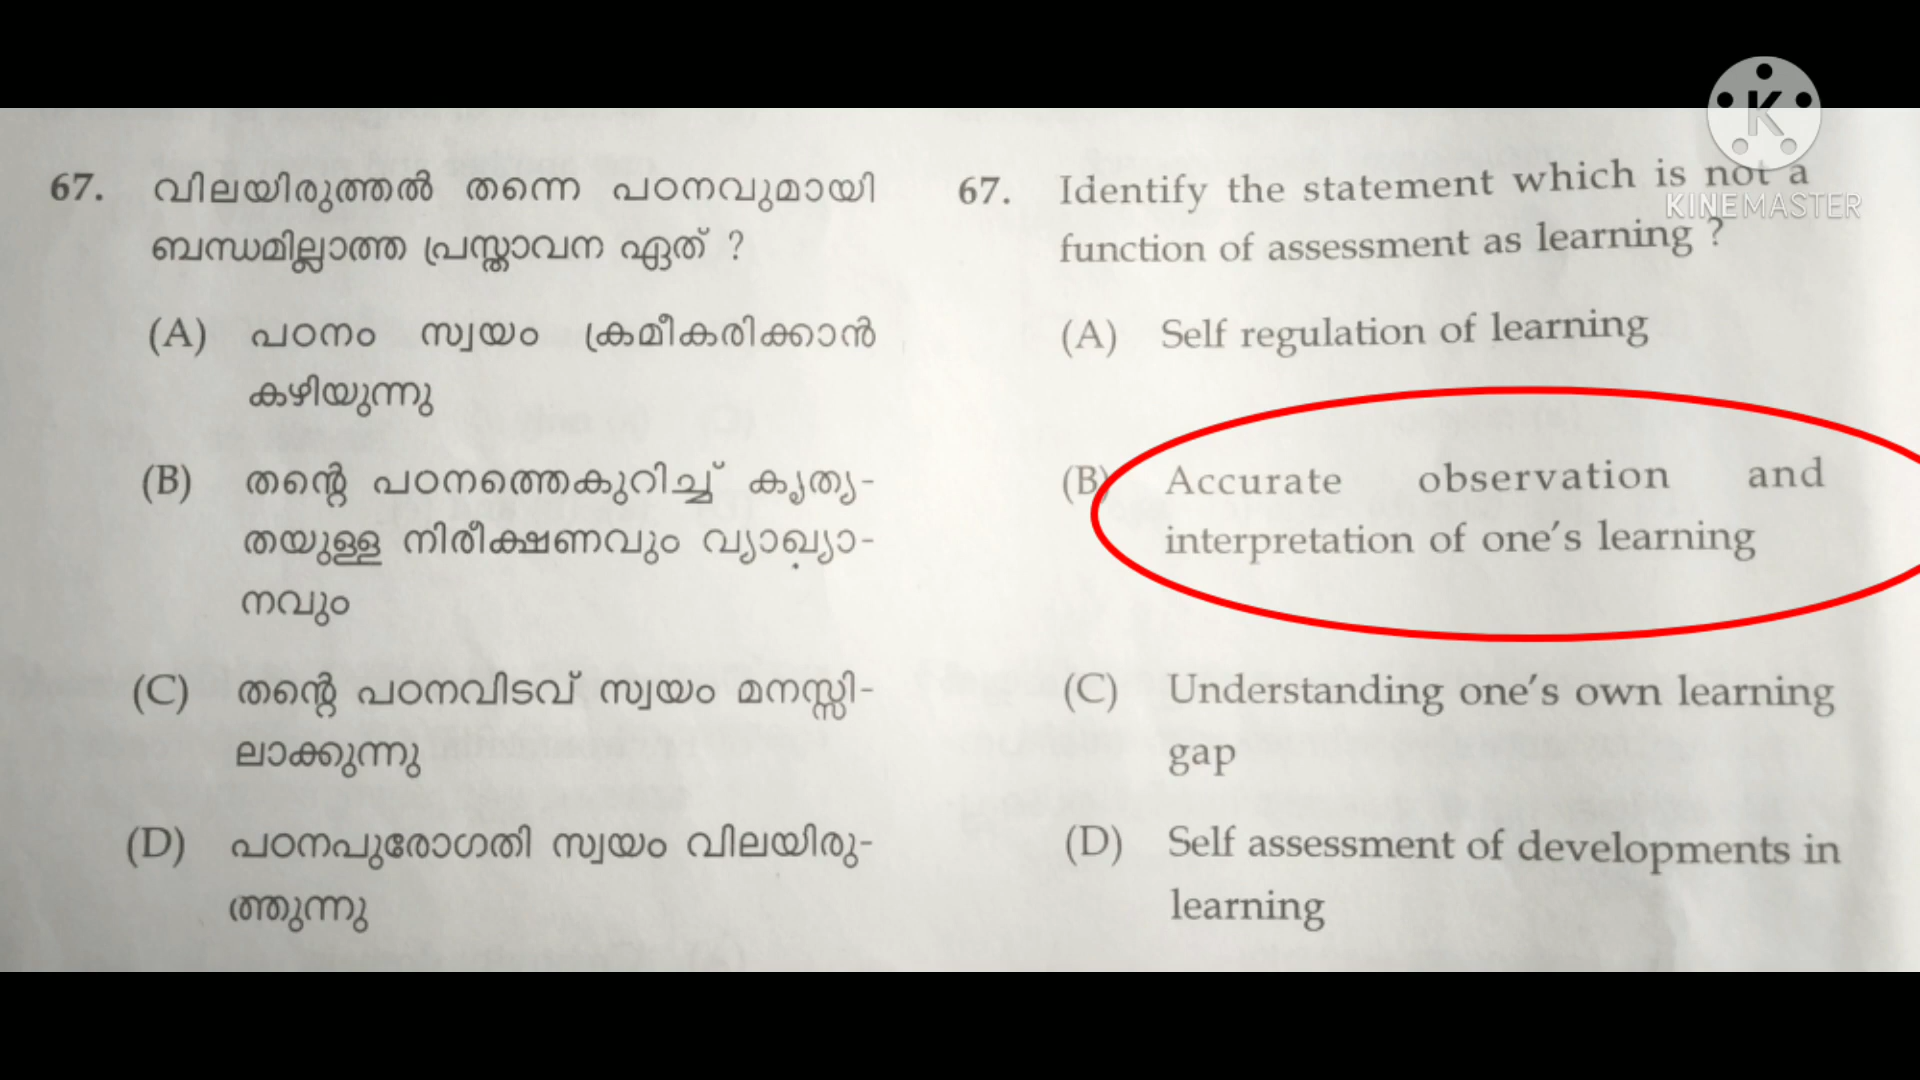 67. വിലയിരുത്തൽ തന്നെ പഠനവുമായി
ബന്ധമില്ലാത്ത പ്രസ്താവന ഏത് ?
(A) പഠനം സ്വയം ക്രമീകരിക്കാൻ
കഴിയുന്നു
(B) തന്റെ പഠനത്തെകുറിച്ച് കൃത്യ-
തയുള്ള നിരീക്ഷണവും വ്യാഖ്യാ-
നവും
(C) തന്റെ പഠനവിടവ് സ്വയം മനസ്സി-
ലാക്കുന്നു
(D) പഠനപുരോഗതി സ്വയം വിലയിരു-
ത്തുന്നു
67. Identify the statement which is not a
function of assessment as learning ?
(A) Self regulation of learning
(B) Accurate observation and
interpretation of one's learning
(C) Understanding one's own learning
gap
(D) Self assessment of developments in
learning
K
KINEMASTER